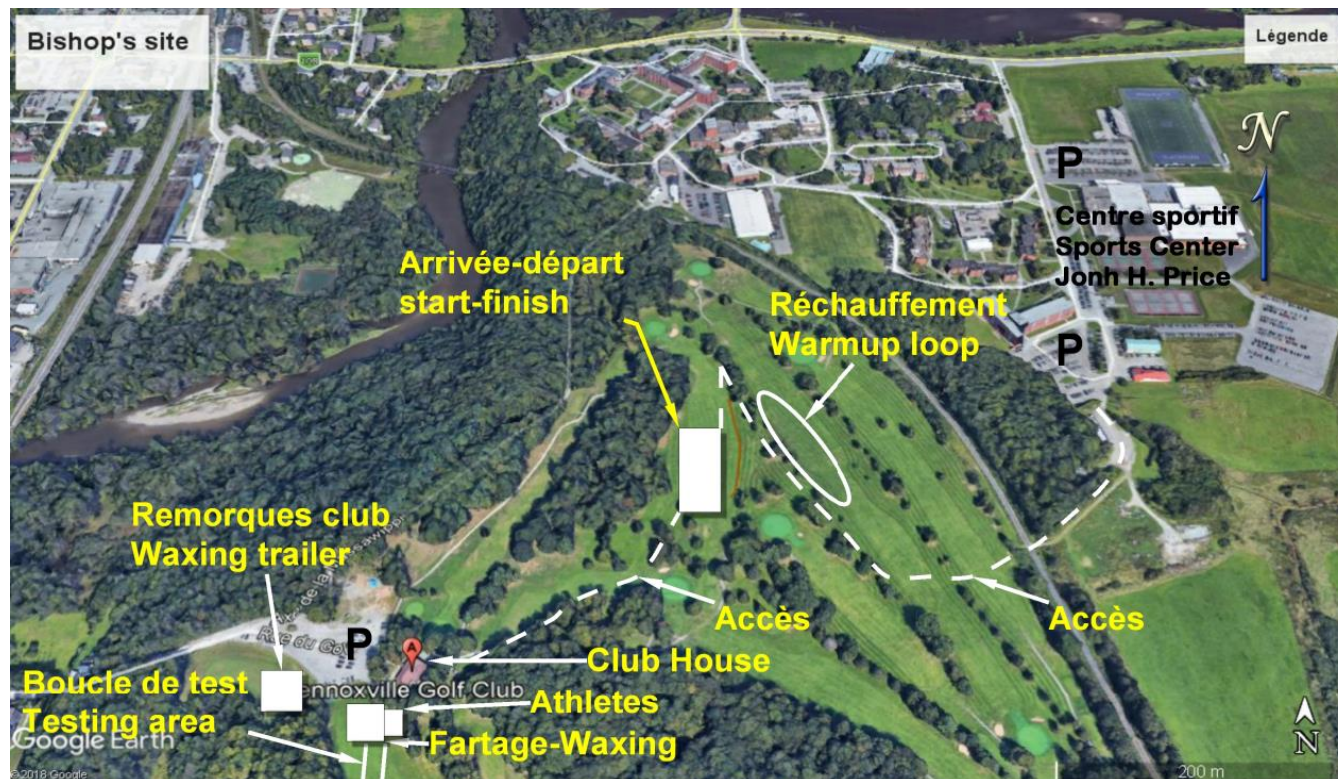 Bishop's site
Légende
N
P
Centre sportif
Sports Center
Jonh H. Price
P
Arrivée-départ
start-finish
Réchauffement
Warmup loop
Remorques club
Waxing trailer
Accès
Accès
P
A
Club House
Boucle de test
Testing area
ennoxville Golf Club
Athletes
Fartage-Waxing
Google Earth
© 2018 Google
N
200 m